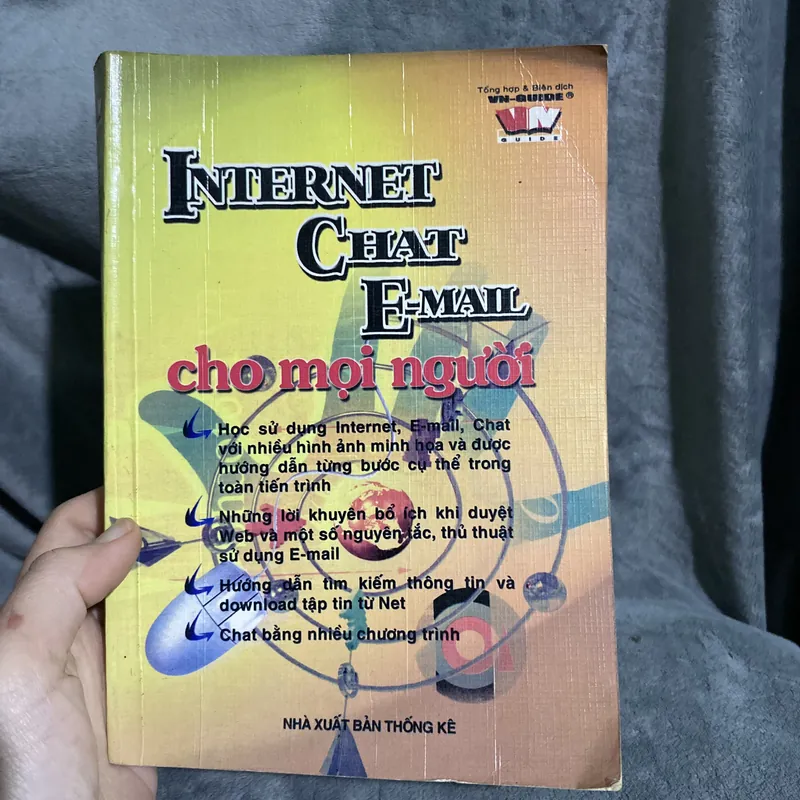 Tổng hợp & Biên dịch
VN-GUIDE®
VN
GUIDE
INTERNET
CHAT
E-MAIL
cho mọi người
Học sử dụng Internet, E-mail, Chat
với nhiều hình ảnh minh họa và được
hướng dẫn từng bước cụ thể trong
toàn tiến trình
Những lời khuyên bổ ích khi duyệt
Web và một số nguyên tắc, thủ thuật
sử dụng E-mail
Hướng dẫn tìm kiếm thông tin và
download tập tin từ Net
Chat bằng nhiều chương trình
NHÀ XUẤT BẢN THỐNG KÊ